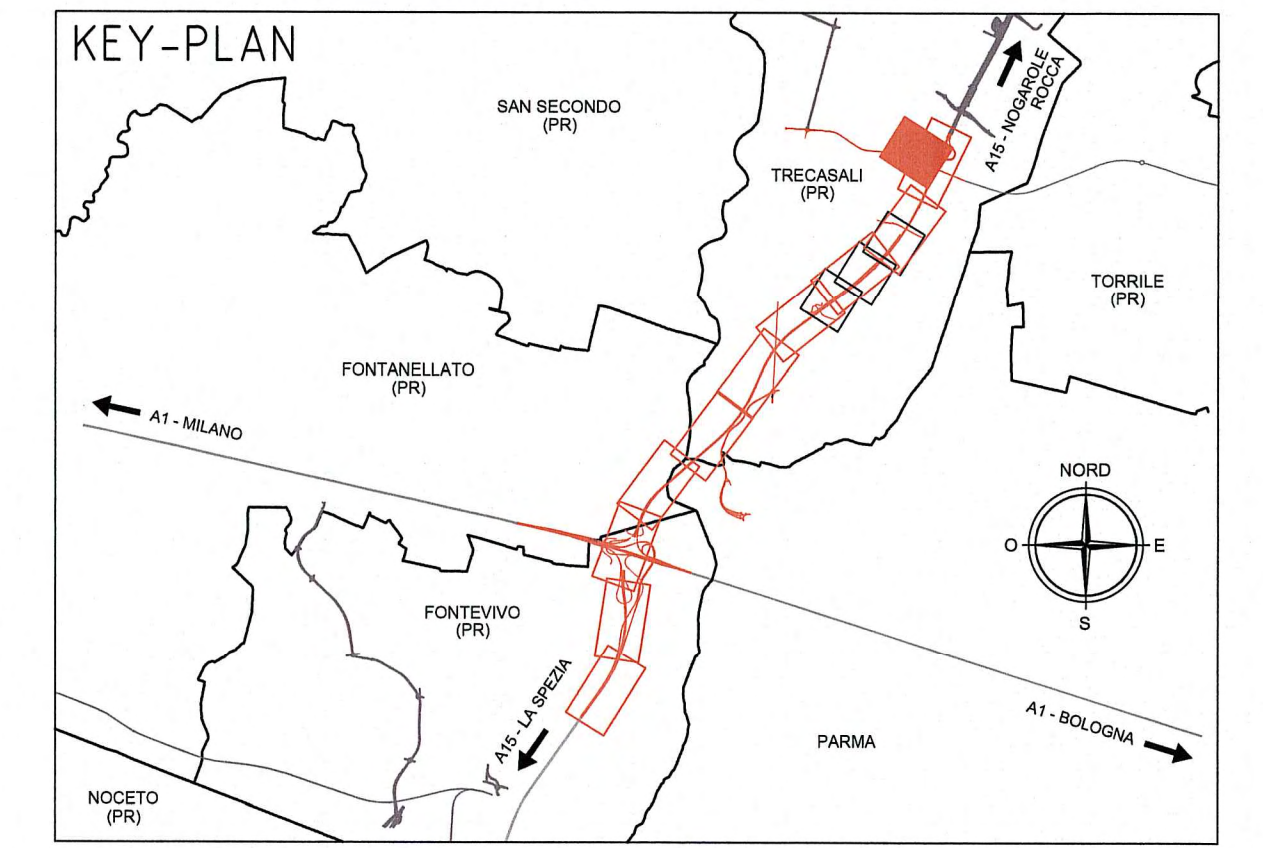 KEY-PLAN
SAN SECONDO
(PR)
A15 - NOGAROLE
ROCCA
TRECASALI
(PR)
TORRILE
(PR)
FONTANELLATO
(PR)
A1 - MILANO
NORD
O
E
S
FONTEVIVO
(PR)
A15 - LA SPEZIA
A1 - BOLOGNA
PARMA
NOCETO
(PR)